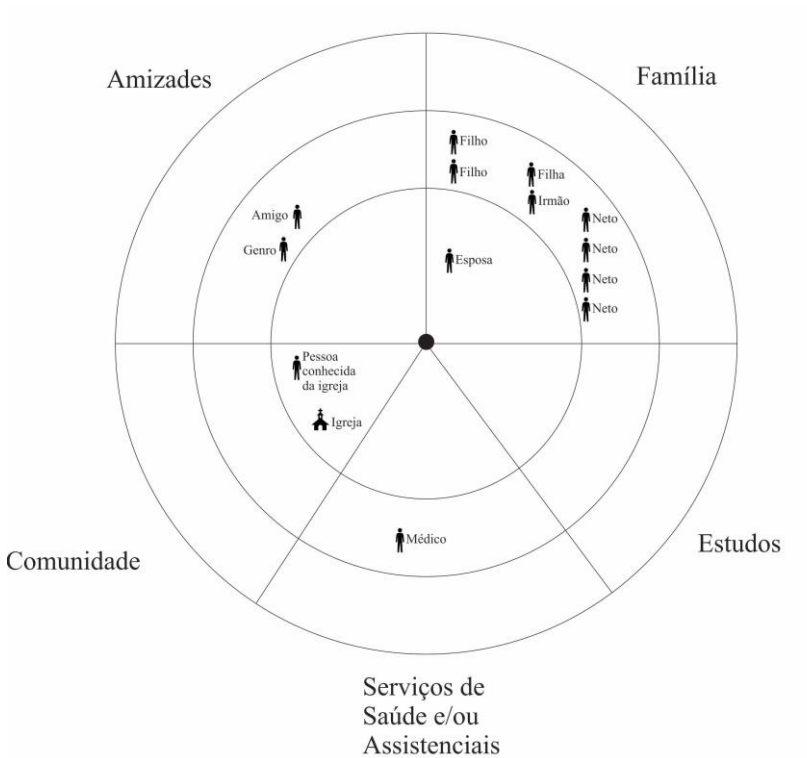 Amizades
Família
Filho
Filho
Filha
Irmão
Neto
Neto
Neto
Neto
Amigo
Genro
Esposa
Pessoa
conhecida
da igreja
Igreja
Médico
Comunidade
Estudos
Serviços de
Saúde e/ou
Assistenciais